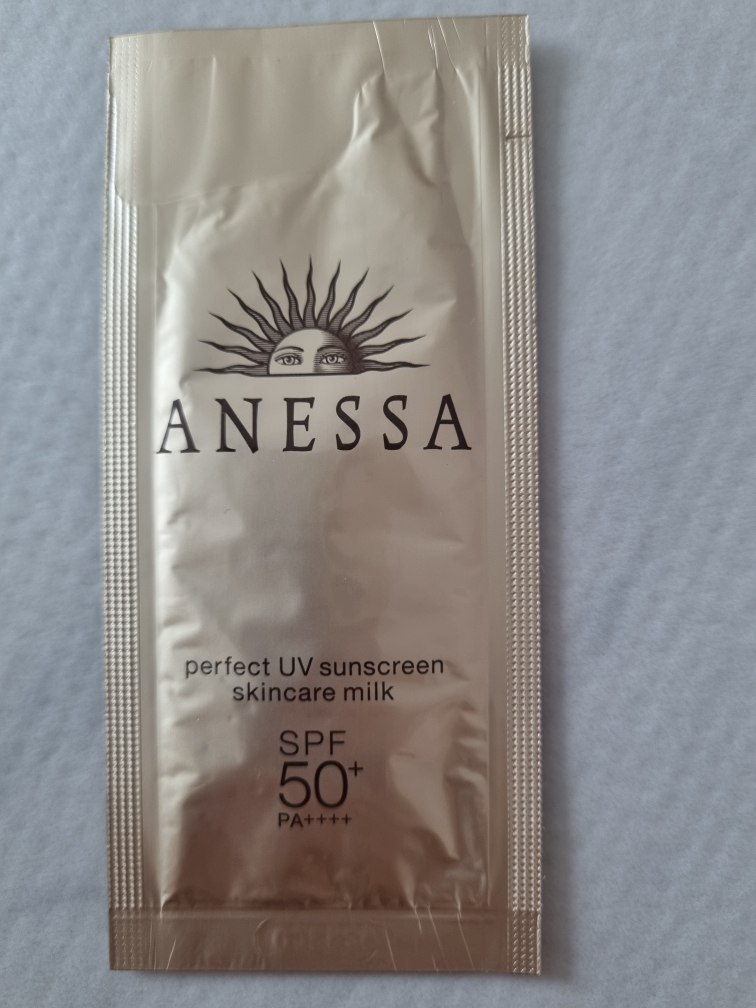 ANESSA
perfect UV sunscreen
skincare milk
SPF
50+
PA++++